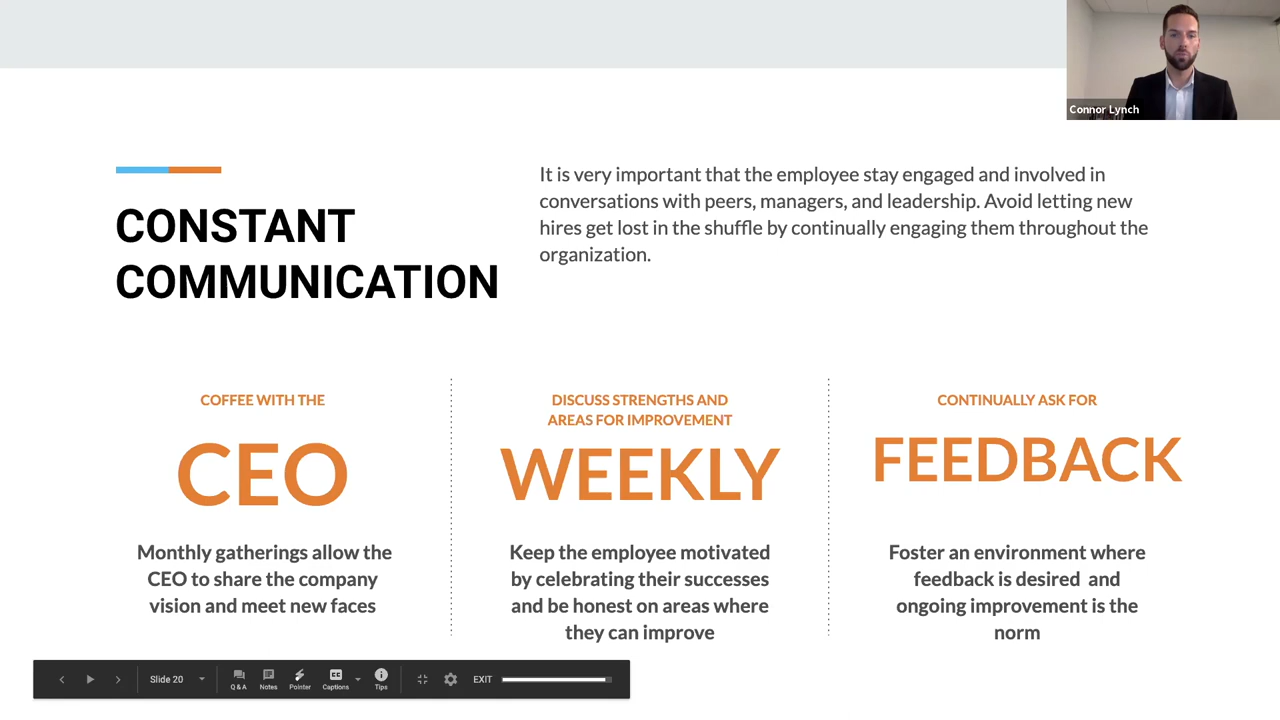 Connor Lynch
CONSTANT
COMMUNICATION
It is very important that the employee stay engaged and involved in
conversations with peers, managers, and leadership. Avoid letting new
hires get lost in the shuffle by continually engaging them throughout the
organization.
COFFEE WITH THE
CEO
Monthly gatherings allow the
CEO to share the company
vision and meet new faces
DISCUSS STRENGTHS AND
AREAS FOR IMPROVEMENT
WEEKLY
Keep the employee motivated
by celebrating their successes
and be honest on areas where
they can improve
CONTINUALLY ASK FOR
FEEDBACK
Foster an environment where
feedback is desired  and
ongoing improvement is the
norm
Slide 20
Q & A
Notes
Pointer
CC
Captions
Tips
EXIT